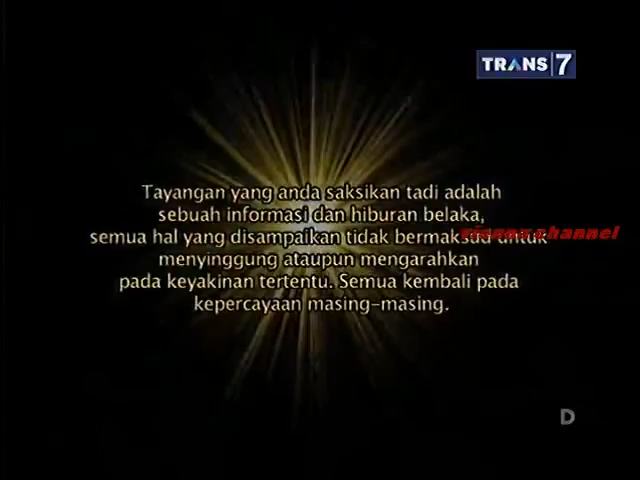 TRANS 7
Tayangan yang anda saksikan tadi adalah
sebuah informasi dan hiburan belaka,
semua hal yang disampaikan tidak bermaksud untuk
channel
menyinggung ataupun mengarahkan
pada keyakinan tertentu. Semua kembali pada
kepercayaan masing-masing.
D